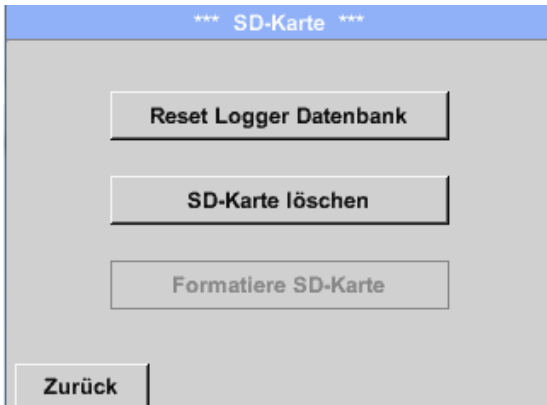 *** SD-Karte ***
Reset Logger Datenbank
SD-Karte löschen
Formatiere SD-Karte
Zurück